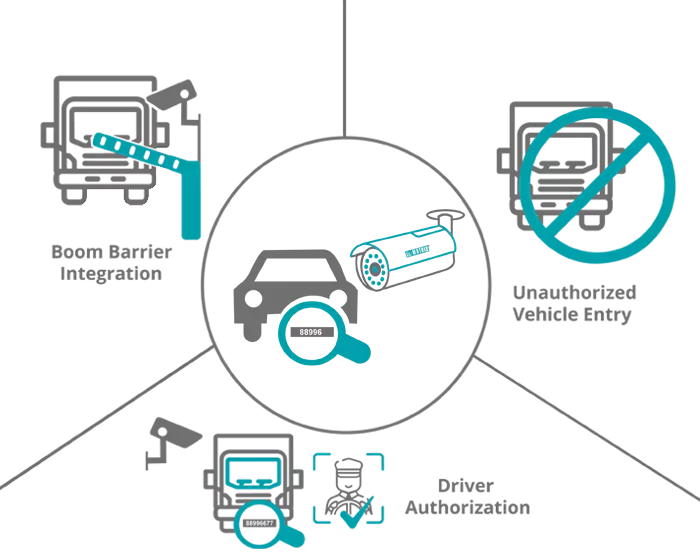 Boom Barrier
Integration
Unauthorized
Vehicle Entry
88996
88996677
Driver
Authorization